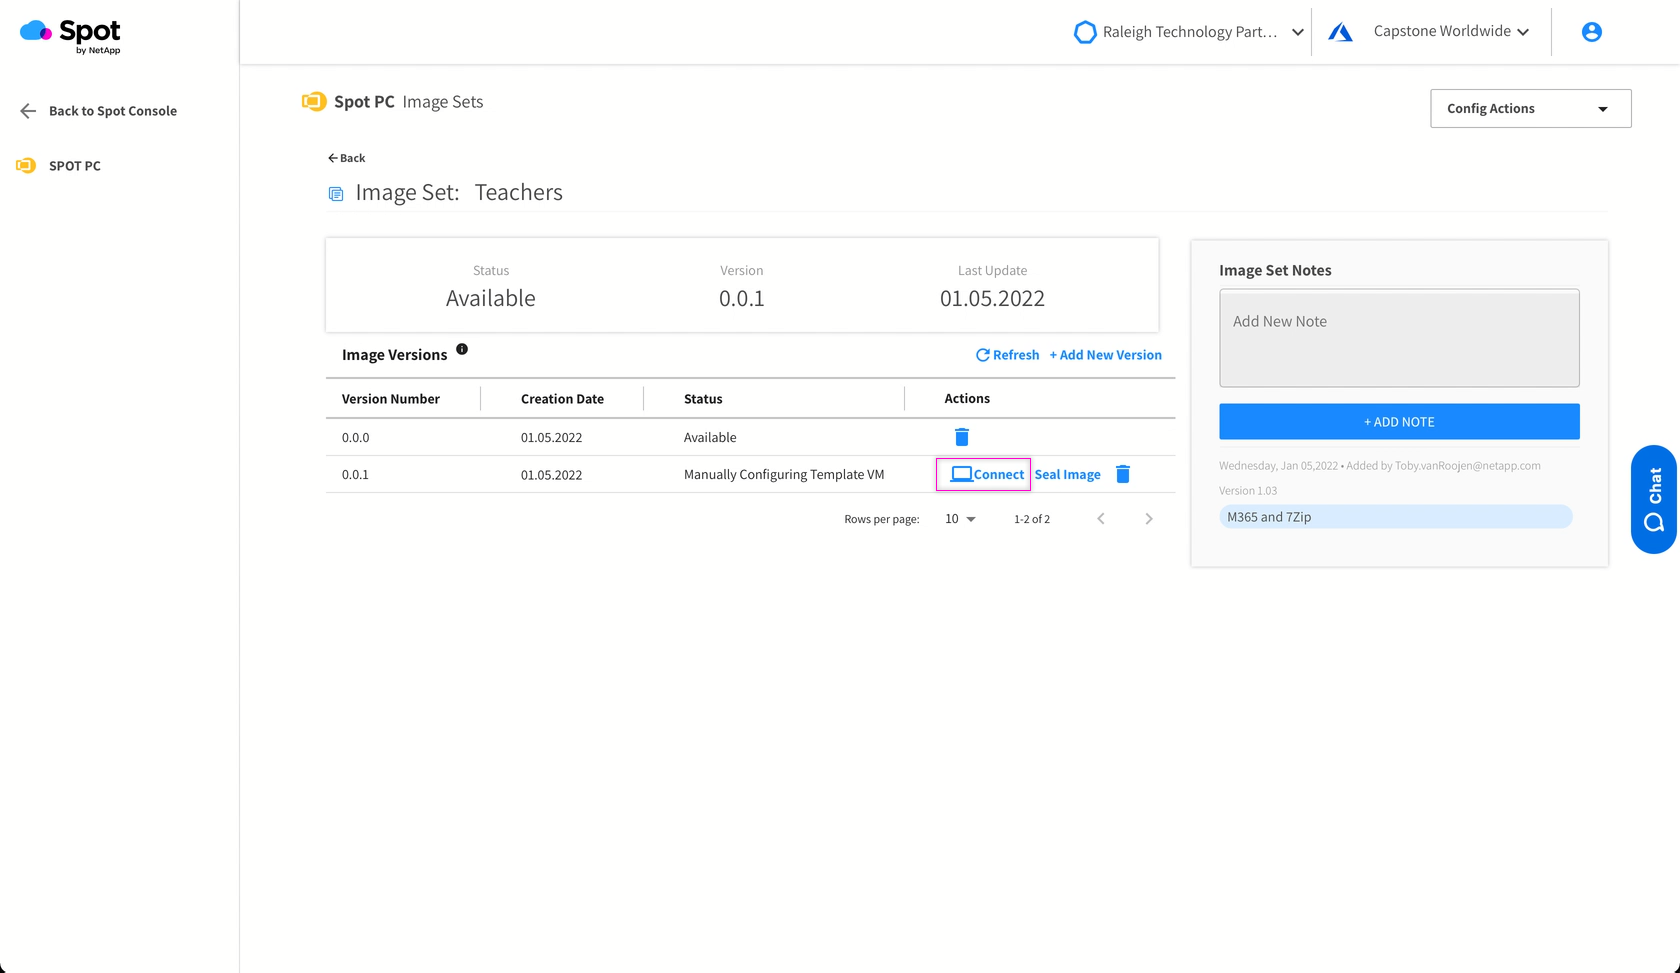 Spot
by NetApp
Raleigh Technology Part...
Capstone Worldwide
Back to Spot Console
SPOT PC
Spot PC Image Sets
Config Actions
Back
Image Set: Teachers
Status
Available
Version
0.0.1
Last Update
01.05.2022
Image Versions
Refresh
+ Add New Version
Version Number Creation Date Status Actions
0.0.0 01.05.2022 Available
0.0.1 01.05.2022 Manually Configuring Template VM Connect Seal Image
Rows per page: 10 1-2 of 2
Image Set Notes
Add New Note
+ ADD NOTE
Wednesday, Jan 05,2022 • Added by Toby.vanRoojen@netapp.com
Version 1.03
M365 and 7Zip
Chat